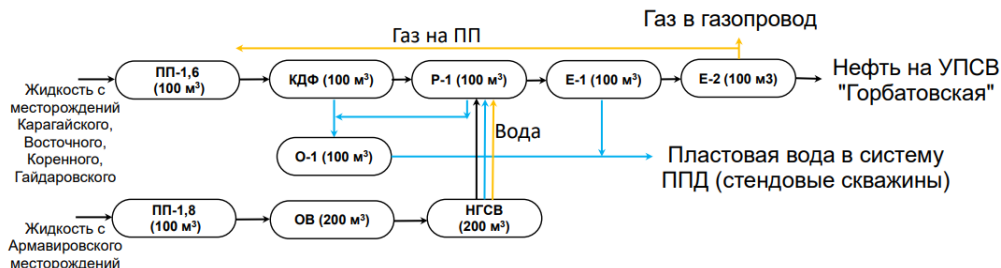 Газ в газопровод
Газ на ПП
ПП-1,6
(100 м³)
КДФ (100 м³)
Р-1 (100 м³)
Е-1 (100 м³)
Е-2 (100 м3)
Нефть на УПСВ
"Горбатовская"
Жидкость с
месторождений
Карагайского,
Восточного,
Коренного,
Гайдаровского
Вода
О-1 (100 м³)
Пластовая вода в систему
ППД (стендовые скважины)
ПП-1,8
(100 м³)
ОВ (200 м³)
НГСВ
(200 м³)
Жидкость с
Армавировского
месторождений